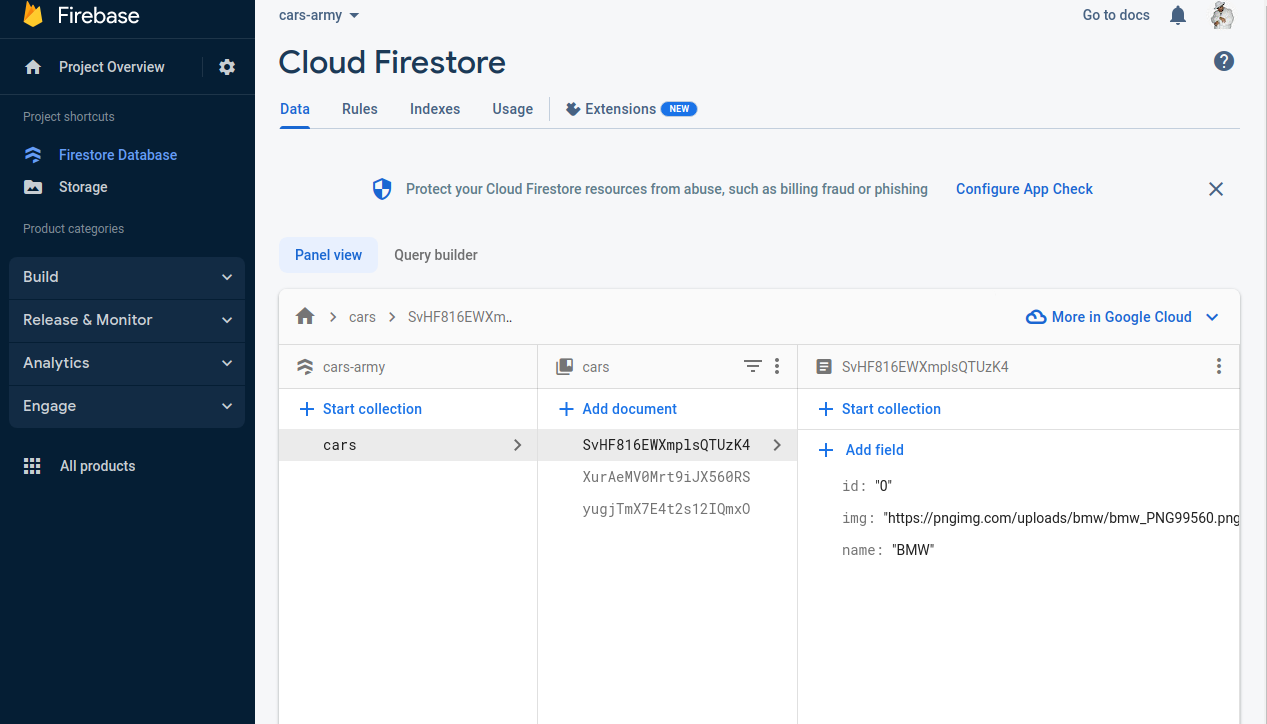 Firebase
cars-army
Go to docs
Project Overview
Cloud Firestore
Data
Rules
Indexes
Usage
Extensions
NEW
Project shortcuts
Firestore Database
Storage
Product categories
Build
Release & Monitor
Analytics
Engage
All products
Protect your Cloud Firestore resources from abuse, such as billing fraud or phishing
Configure App Check
Panel view
Query builder
cars
SvHF816EWXm..
More in Google Cloud
cars-army
Start collection
cars
cars
Add document
SvHF816EWXmplsQTUzK4
XurAeMV0Mrt9iJX560RS
yugjTmX7E4t2s12IQmxO
SvHF816EWXmplsQTUzK4
Start collection
Add field
id: "0"
img: "https://pngimg.com/uploads/bmw/bmw_PNG99560.png
name: "BMW"